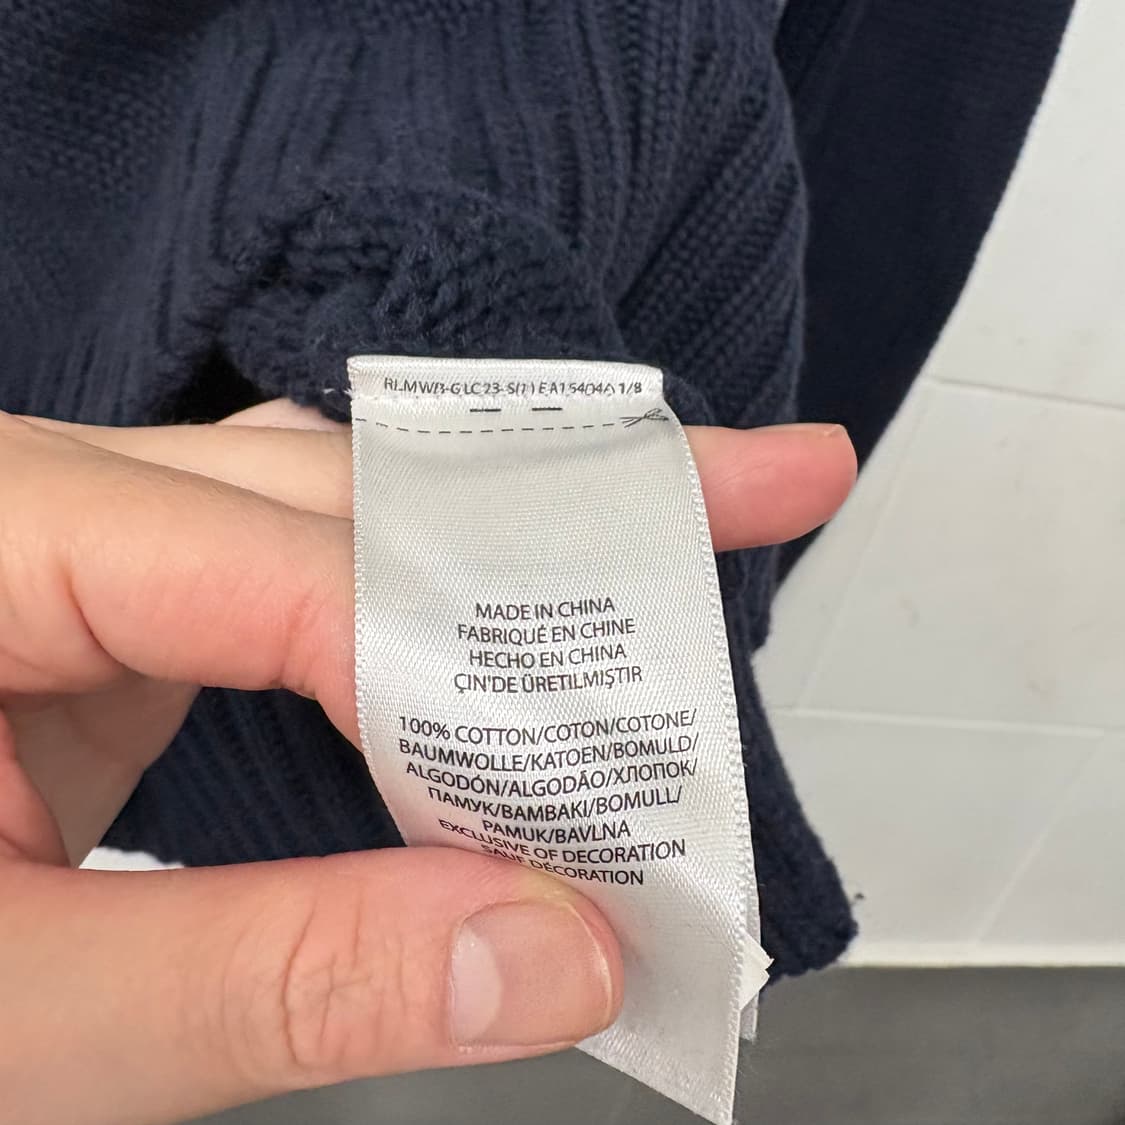 MADE IN CHINA
FABRIQUÉ EN CHINE
HECHO EN CHINA
ÇIN'DE ÜRETILMIŞTIR
100% COTTON/COTON/COTONE/
BAUMWOLLE/KATOEN/BOMULD/
ALGODÓN/ALGODÃO/ХЛОПОК/
ПАМУК/BAMBAKI/BOMULL/
PAMUK/BAVLNA
EXCLUSIVE OF DECORATION
SAUF DÉCORATION